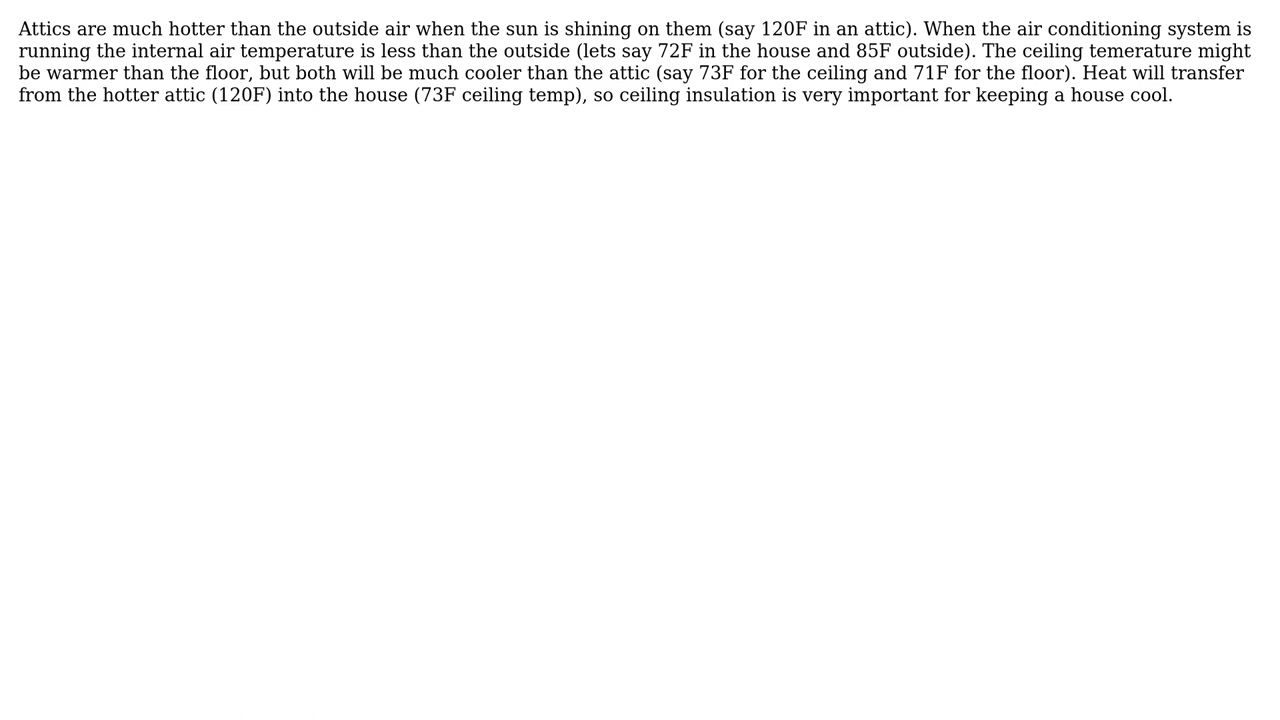 Attics are much hotter than the outside air when the sun is shining on them (say 120F in an attic). When the air conditioning system is
running the internal air temperature is less than the outside (lets say 72F in the house and 85F outside). The ceiling temerature might
be warmer than the floor, but both will be much cooler than the attic (say 73F for the ceiling and 71F for the floor). Heat will transfer
from the hotter attic (120F) into the house (73F ceiling temp), so ceiling insulation is very important for keeping a house cool.